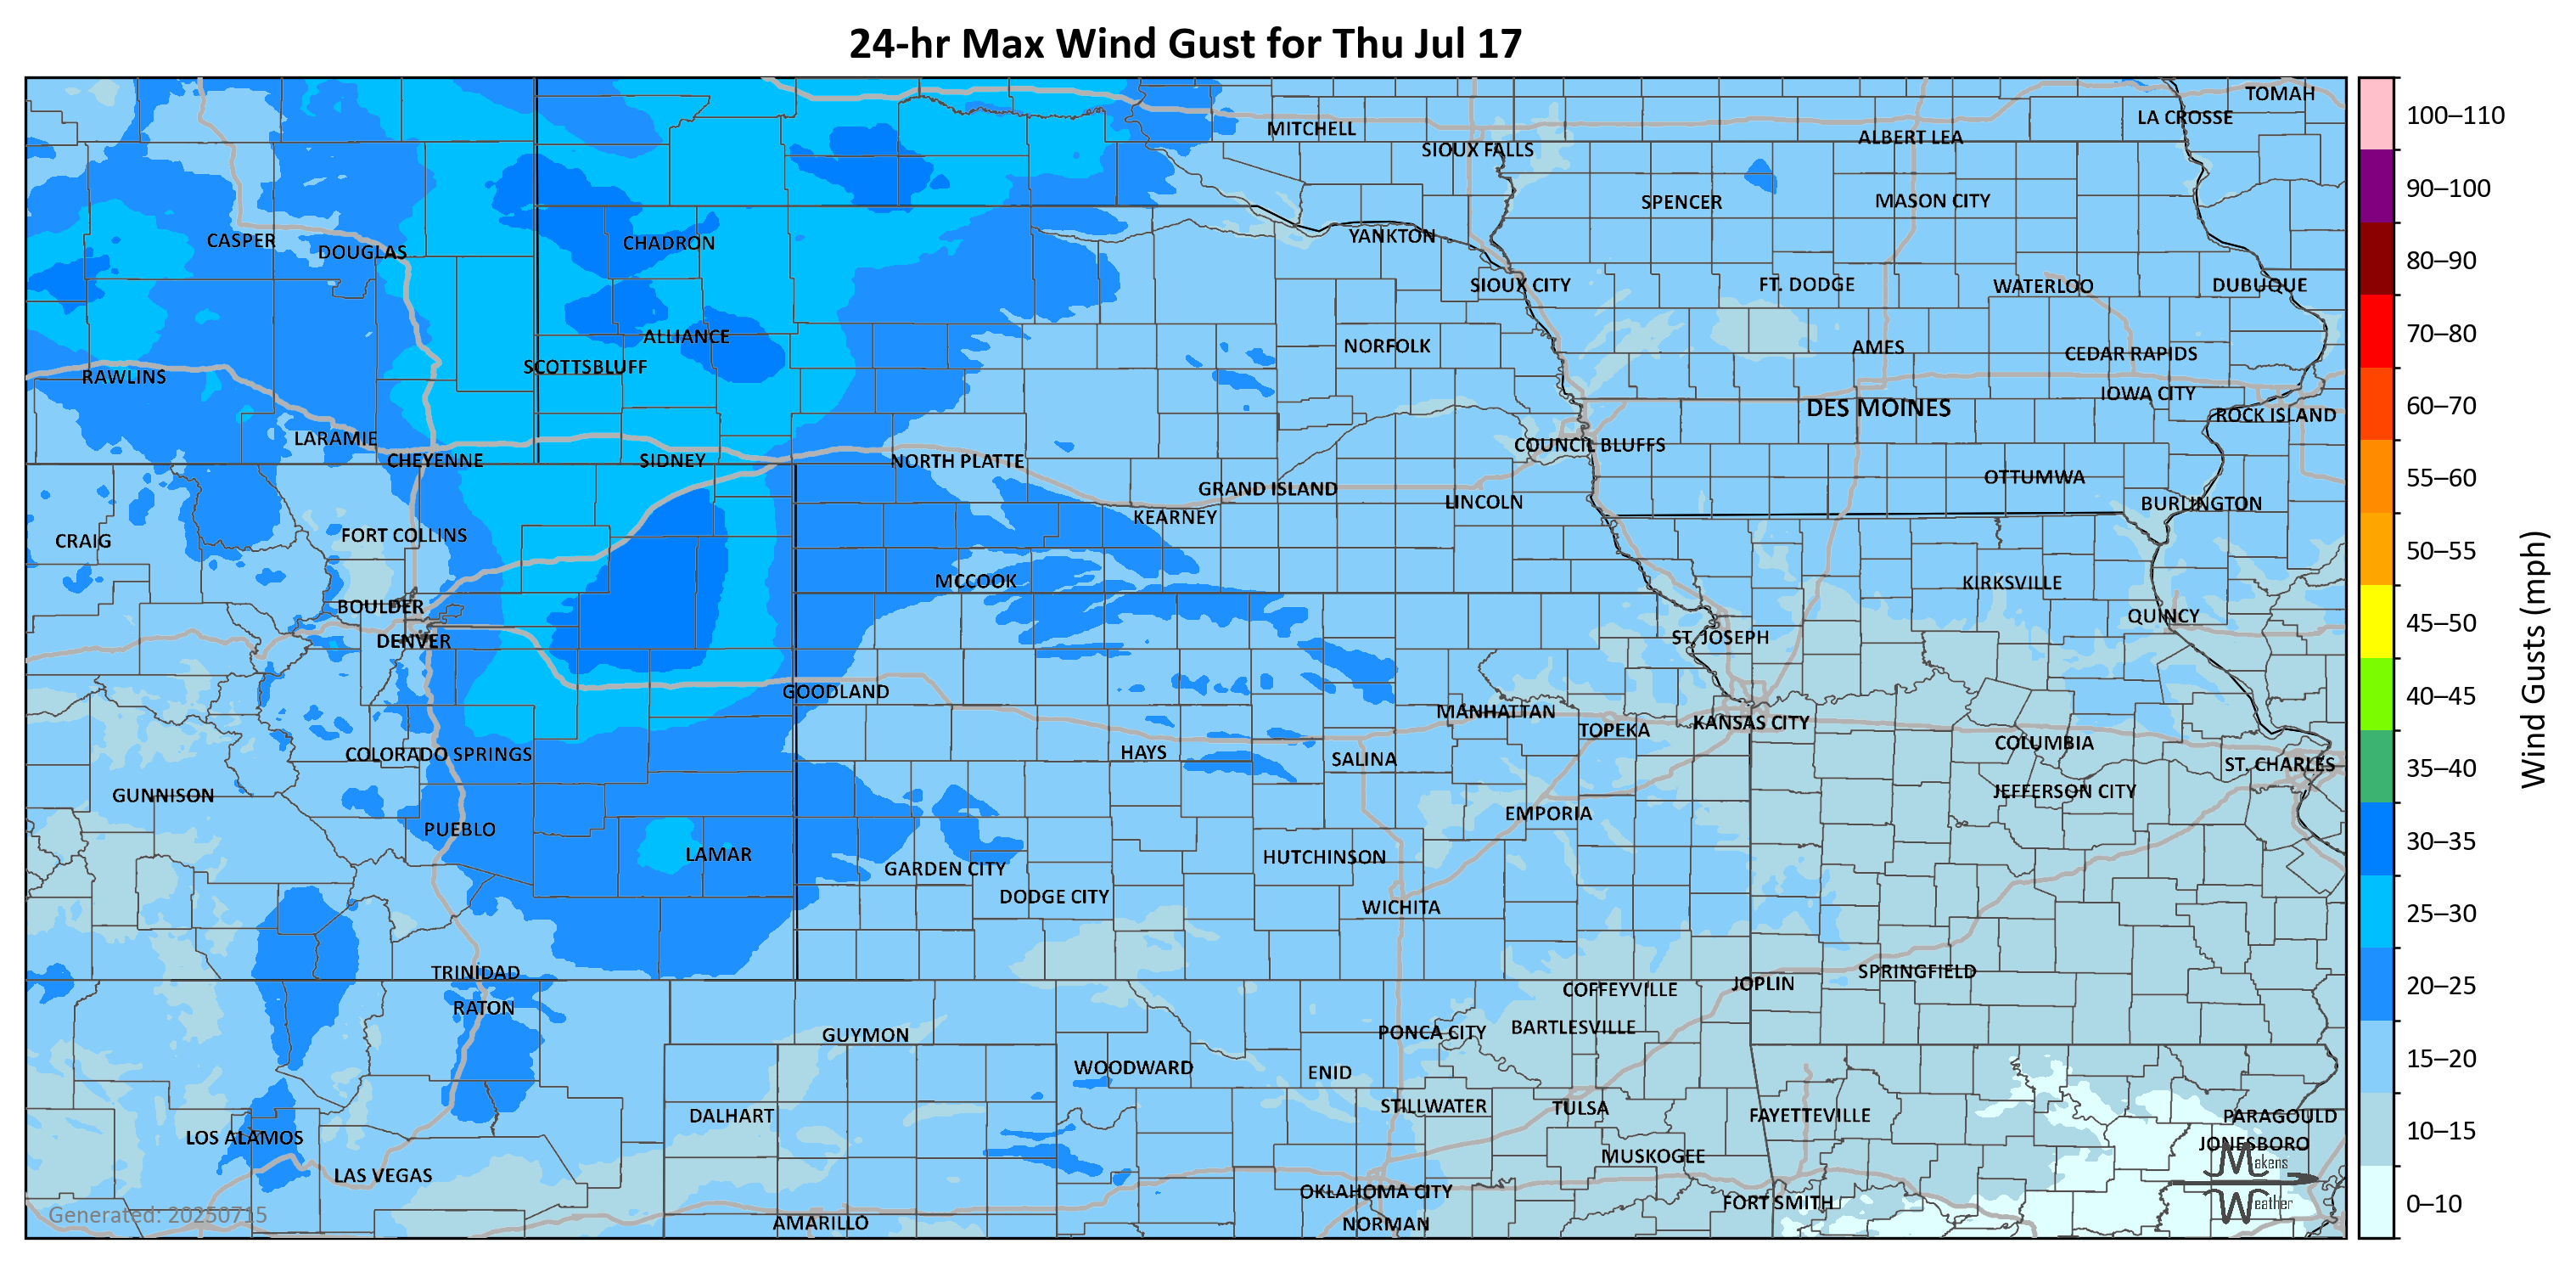 24-hr Max Wind Gust for Thu Jul 17
TOMAH
LA CROSSE
MITCHELL
ALBERT LEA
SIOUX FALLS
SPENCER
MASON CITY
CASPER
DOUGLAS
CHADRON
YANKTON
SIOUX CITY
FT. DODGE
WATERLOO
DUBUQUE
ALLIANCE
NORFOLK
AMES
CEDAR RAPIDS
SCOTTSBLUFF
RAWLINS
IOWA CITY
DES MOINES
ROCK ISLAND
LARAMIE
COUNCIL BLUFFS
CHEYENNE
SIDNEY
NORTH PLATTE
OTTUMWA
GRAND ISLAND
LINCOLN
BURLINGTON
KEARNEY
FORT COLLINS
CRAIG
MCCOOK
KIRKSVILLE
BOULDER
QUINCY
DENVER
ST. JOSEPH
GOODLAND
MANHATTAN
TOPEKA
KANSAS CITY
COLUMBIA
COLORADO SPRINGS
HAYS
SALINA
ST. CHARLES
GUNNISON
JEFFERSON CITY
EMPORIA
PUEBLO
LAMAR
HUTCHINSON
GARDEN CITY
DODGE CITY
WICHITA
TRINIDAD
SPRINGFIELD
JOPLIN
COFFEYVILLE
RATON
BARTLESVILLE
GUYMON
PONCA CITY
WOODWARD
ENID
STILLWATER
TULSA
DALHART
FAYETTEVILLE
PARAGOULD
LOS ALAMOS
JONESBORO
MUSKOGEE
LAS VEGAS
OKLAHOMA CITY
FORT SMITH
AMARILLO
NORMAN
Makens
Weather
Generated: 20250715
100–110
90–100
80–90
70–80
60–70
55–60
50–55
45–50
40–45
35–40
30–35
25–30
20–25
15–20
10–15
0–10
Wind Gusts (mph)